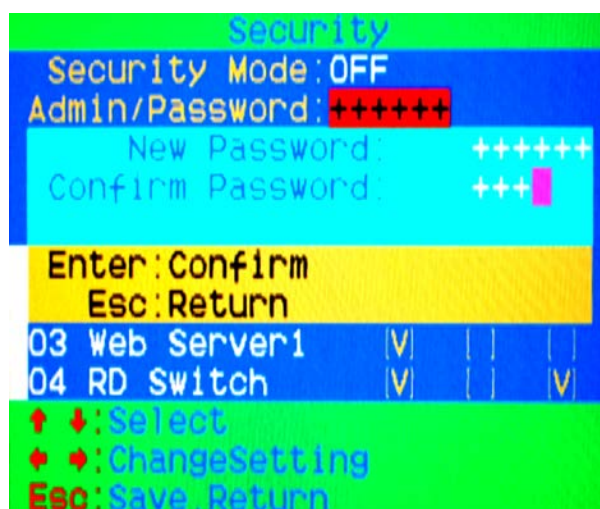 Security
Security Mode:OFF
Admin/Password:++++++
New Password: ++++++
Confirm Password: +++
Enter:Confirm
Esc:Return
03 Web Server1 [V] [ ] [ ]
04 RD Switch [V] [ ] [V]
↑ ↓:Select
← →:ChangeSetting
Esc:Save,Return